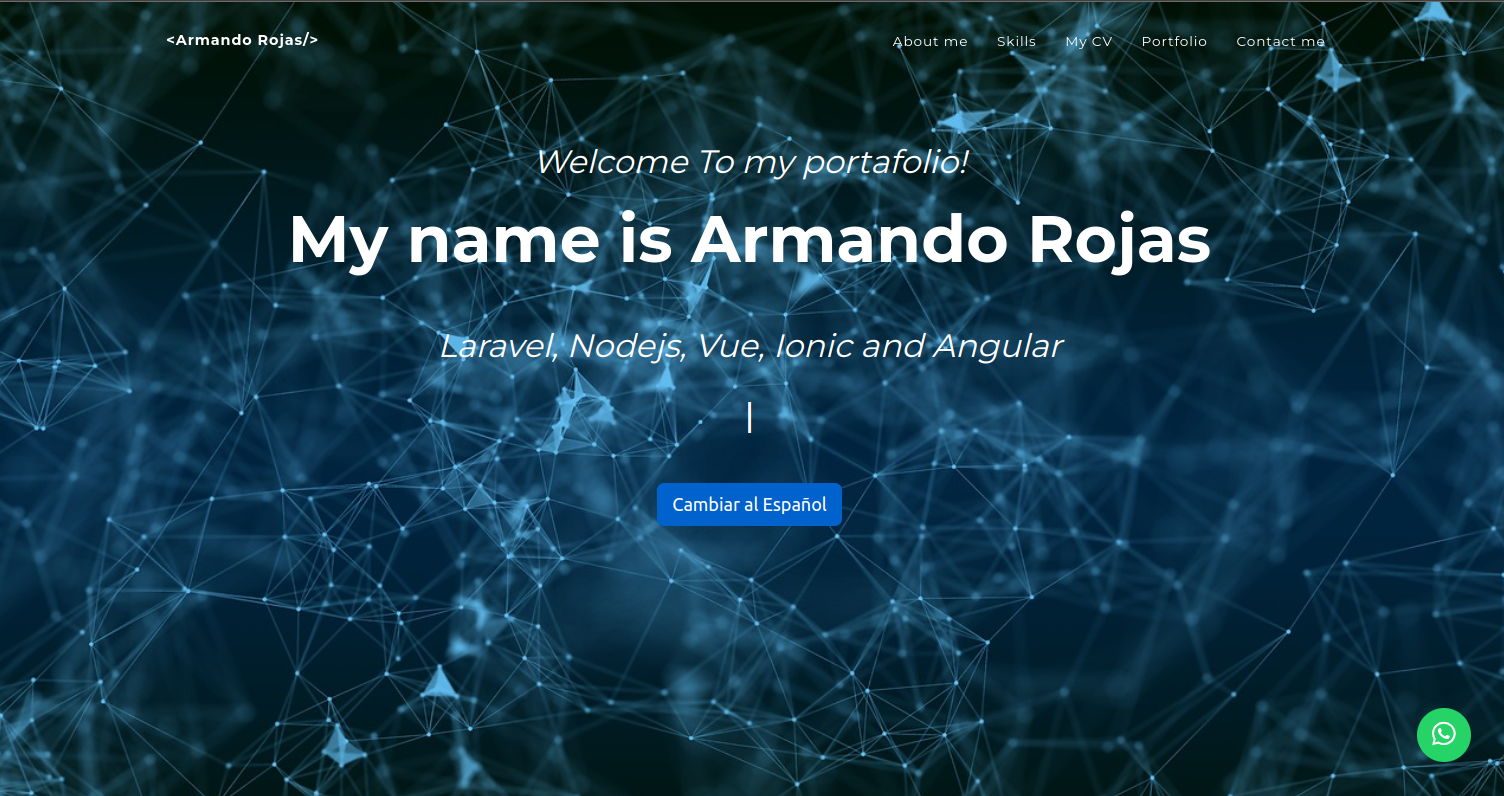 <Armando Rojas/>
About me Skills My CV Portfolio Contact me
Welcome To my portafolio!
My name is Armando Rojas
Laravel, Nodejs, Vue, Ionic and Angular
|
Cambiar al Español